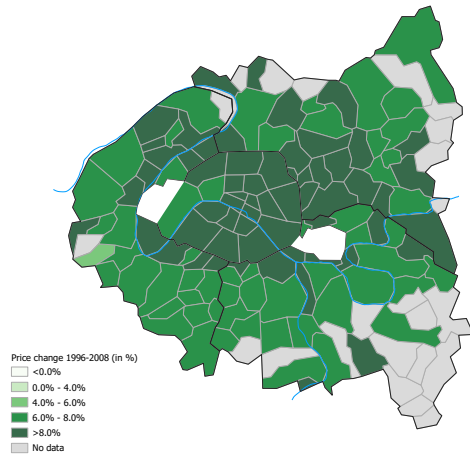 Price change 1996-2008 (in %)
<0.0%
0.0% - 4.0%
4.0% - 6.0%
6.0% - 8.0%
>8.0%
No data